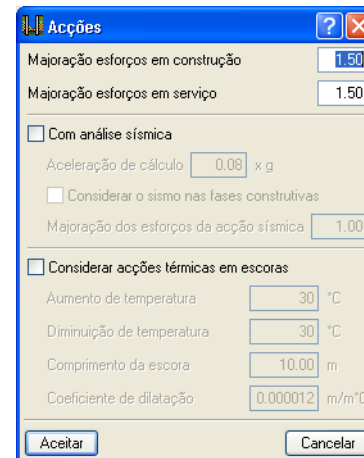 Acções
Majoração esforços em construção 1.50
Majoração esforços em serviço 1.50
Com análise sísmica
Aceleração de cálculo 0.08 x g
Considerar o sismo nas fases construtivas
Majoração dos esforços da acção sísmica 1.00
Considerar acções térmicas em escoras
Aumento de temperatura 30 °C
Diminuição de temperatura 30 °C
Comprimento da escora 10.00 m
Coeficiente de dilatação 0.000012 m/m°C
Aceitar Cancelar